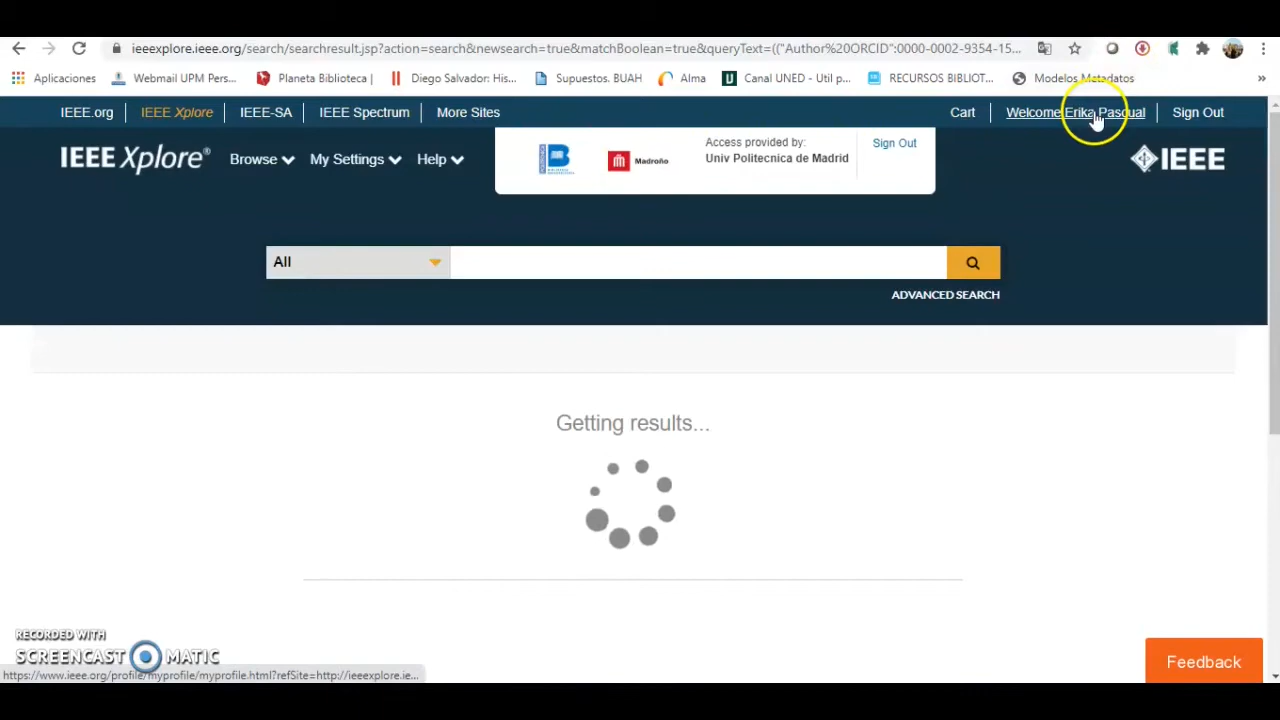 ieeexplore.ieee.org/search/searchresult.jsp?action=search&newsearch=true&matchBoolean=true&queryText=(("Author%20ORCID":0000-0002-9354-15...
Aplicaciones Webmail UPM Pers... Planeta Biblioteca | Diego Salvador: His... Supuestos. BUAH Alma Canal UNED - Util p... RECURSOS BIBLIOT... Modelos Metadatos »
IEEE.org IEEE Xplore IEEE-SA IEEE Spectrum More Sites Cart Welcome Erika Pasqual Sign Out
IEEE Xplore® Browse My Settings Help
Madroño
Access provided by:
Univ Politecnica de Madrid
Sign Out
IEEE
All
ADVANCED SEARCH
Getting results...
RECORDED WITH
SCREENCAST MATIC
https://www.ieee.org/profile/myprofile/myprofile.html?refSite=http://ieeexplore.ie...
Feedback